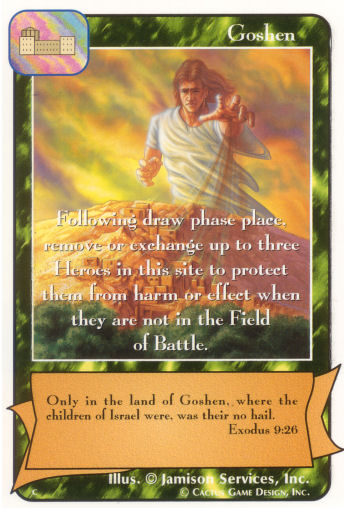 Goshen
Following draw phase place,
remove or exchange up to three
Heroes in this site to protect
them from harm or effect when
they are not in the Field
of Battle.
Only in the land of Goshen, where the
children of Israel were, was their no hail.
Exodus 9:26
Illus. © Jamison Services, Inc.
C
© Cactus Game Design, Inc.